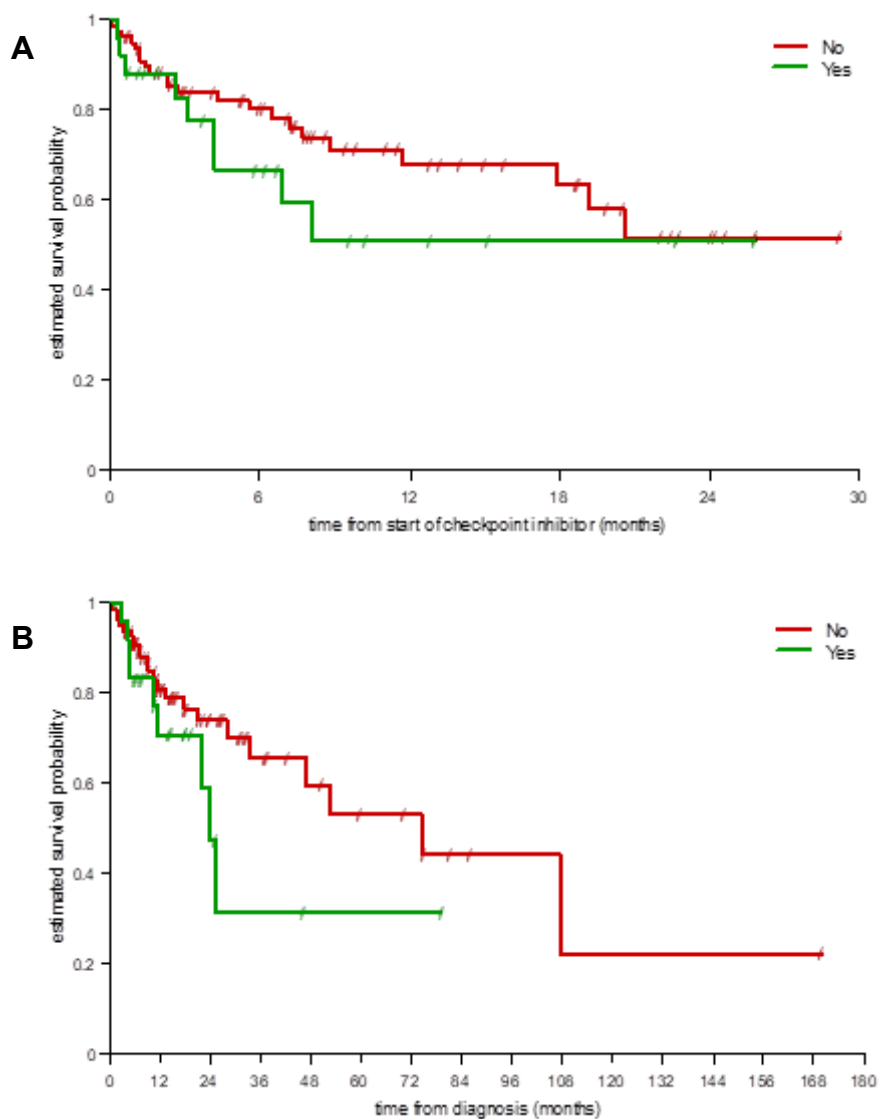 A
No
Yes
estimated survival probability
1
0.8
0.6
0.4
0.2
0
0 6 12 18 24 30
time from start of checkpoint inhibitor (months)
B
No
Yes
estimated survival probability
1
0.8
0.6
0.4
0.2
0
0 12 24 36 48 60 72 84 96 108 120 132 144 156 168 180
time from diagnosis (months)